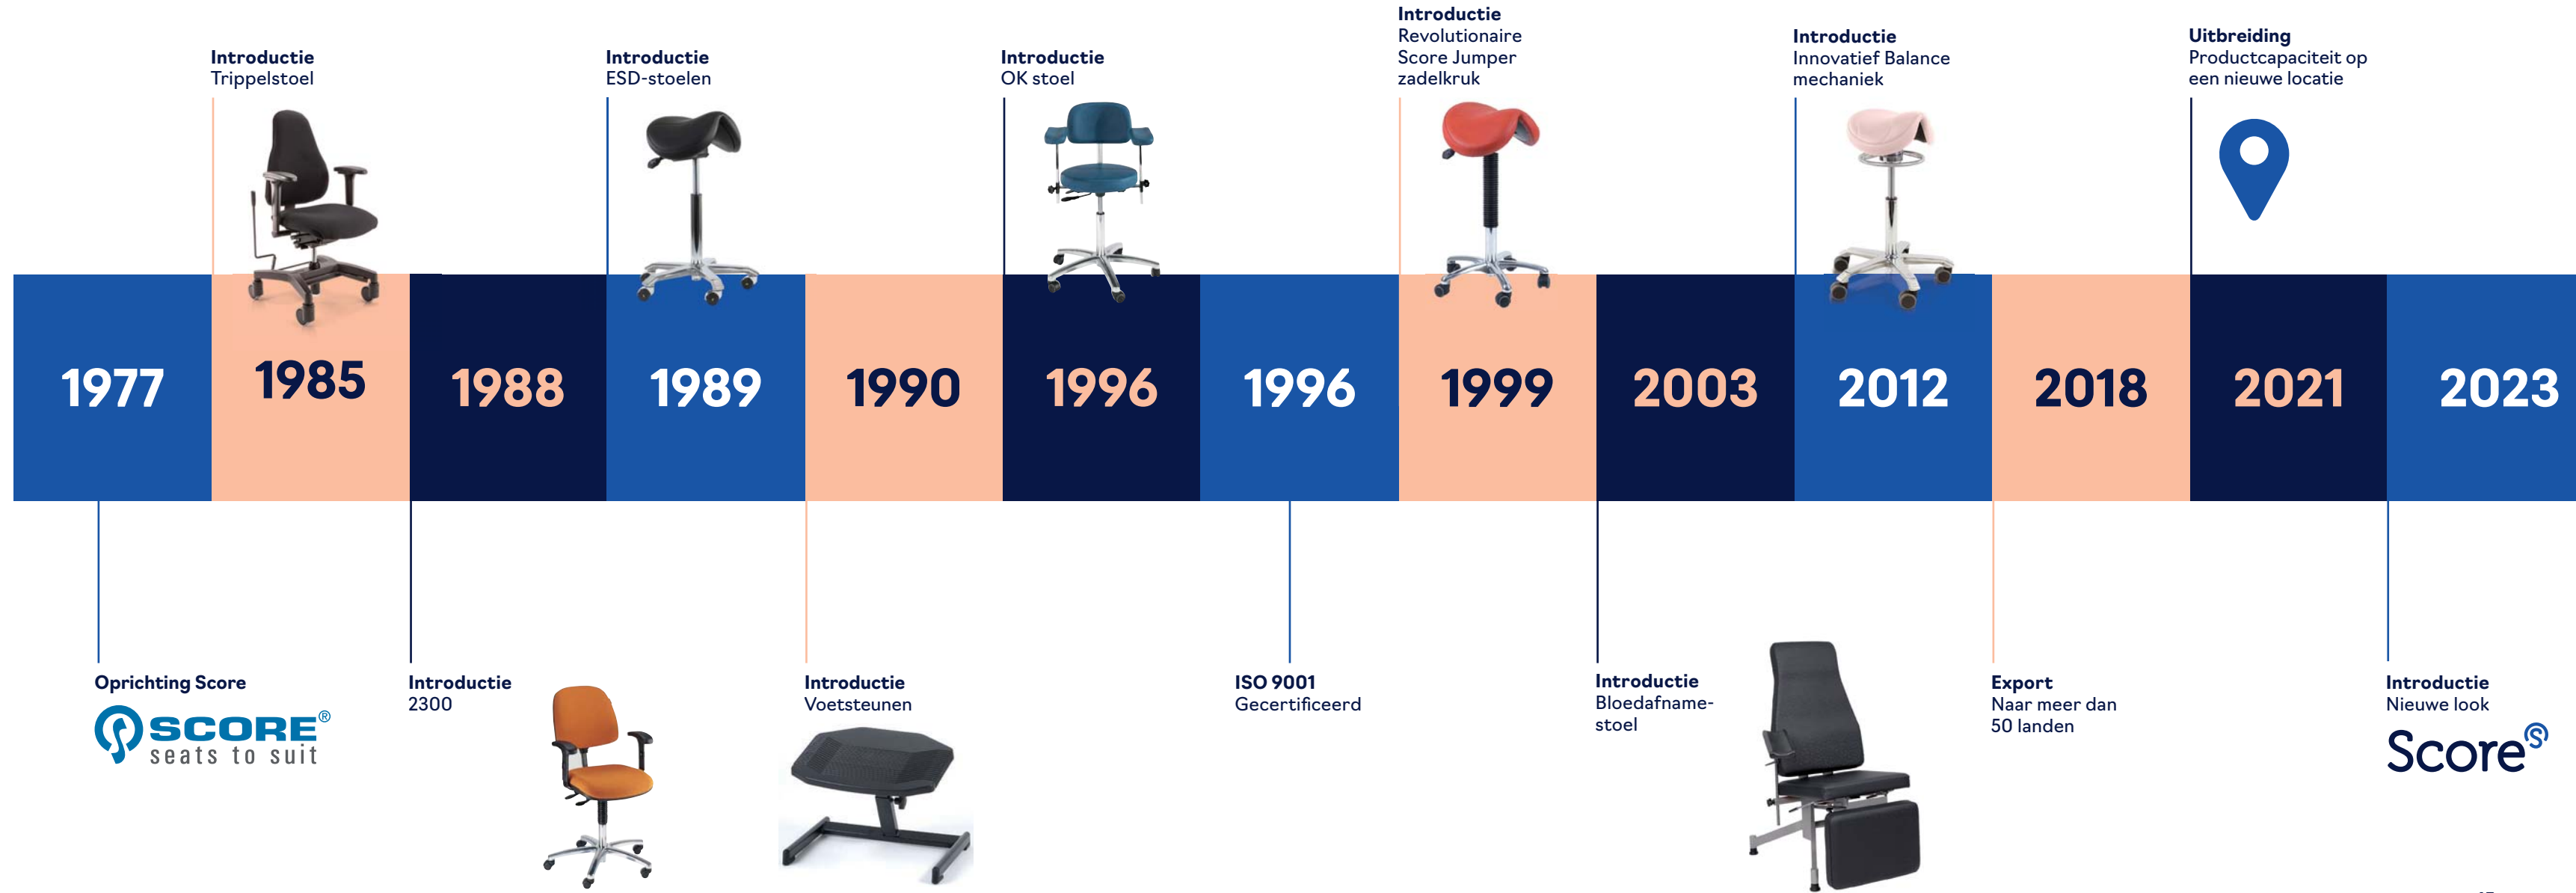 Introductie
Trippelstoel
Introductie
ESD-stoelen
Introductie
OK stoel
Introductie
Revolutionaire
Score Jumper
zadelkruk
Introductie
Innovatief Balance
mechaniek
Uitbreiding
Productcapaciteit op
een nieuwe locatie
1977
1985
1988
1989
1990
1996
1996
1999
2003
2012
2018
2021
2023
Oprichting Score
SCORE®
seats to suit
Introductie
2300
Introductie
Voetsteunen
ISO 9001
Gecertificeerd
Introductie
Bloedafname-
stoel
Export
Naar meer dan
50 landen
Introductie
Nieuwe look
Score